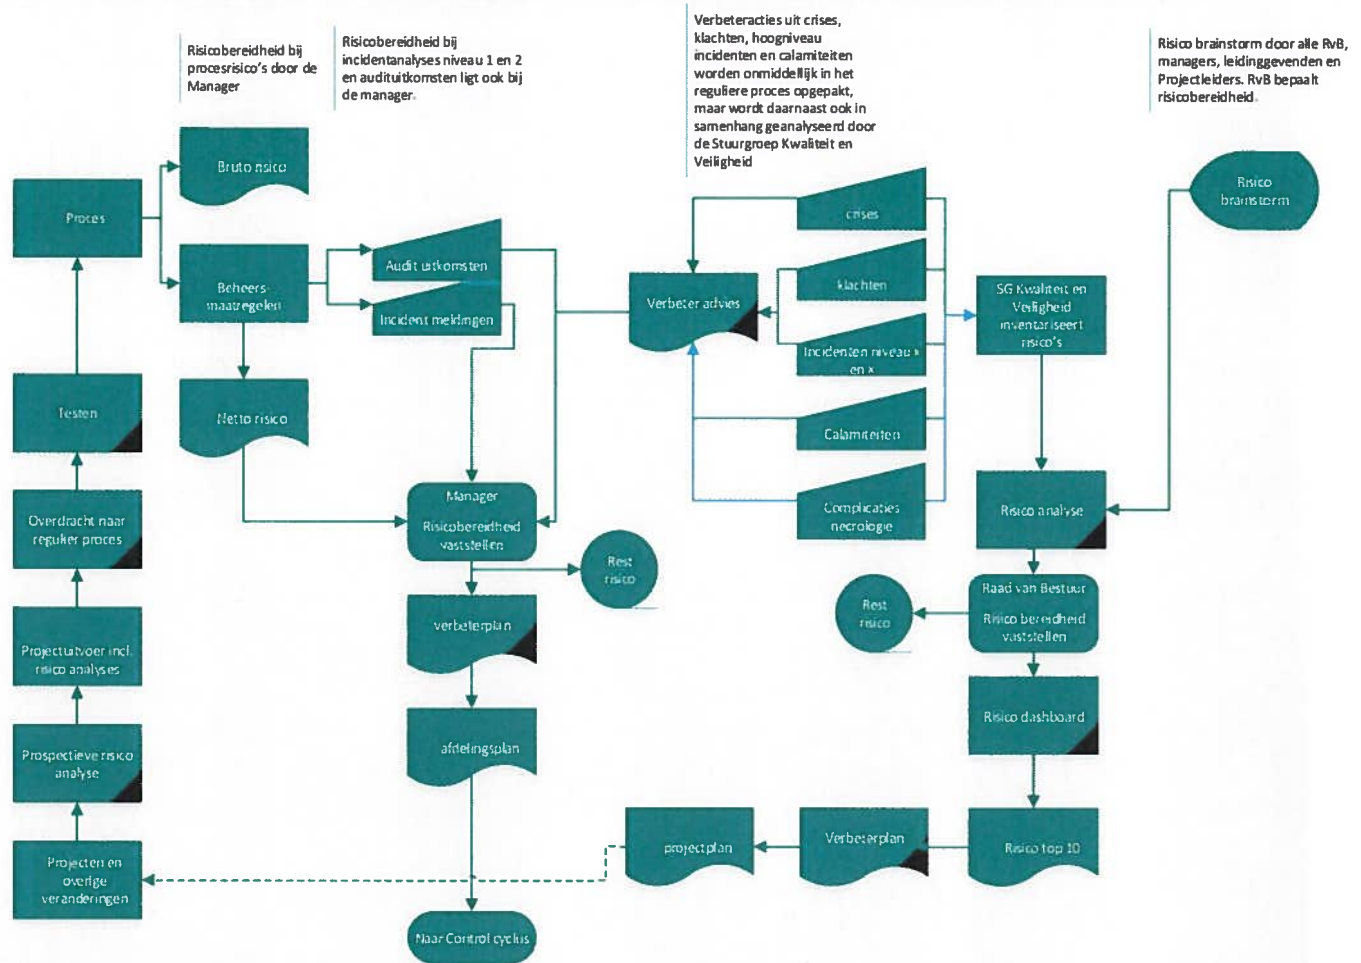 Risicobereidheid bij
procesrisico's door de
Manager
Risicobereidheid bij
incidentanalyses niveau 1 en 2
en audituitkomsten ligt ook bij
de manager.
Verbeteracties uit crises,
klachten, hoogniveau
incidenten en calamiteiten
worden onmiddellijk in het
reguliere proces opgepakt,
maar wordt daarnaast ook in
samenhang geanalyseerd door
de Stuurgroep Kwaliteit en
Veiligheid
Risico brainstorm door alle RvB,
managers, leidinggevenden en
Projectleiders. RvB bepaalt
risicobereidheid.
Proces
Bruto risico
Beheers-
maatregelen
Netto risico
Audit uitkomsten
Incident meldingen
Verbeter advies
crises
klachten
Incidenten niveau x
en x
Calamiteiten
Complicaties
necrologie
SG Kwaliteit en
Veiligheid
inventariseert
risico's
Risico
brainstorm
Testen
Overdracht naar
regulier proces
Projectuitvoer incl.
risico analyses
Prospectieve risico
analyse
Projecten en
overige
veranderingen
Manager
Risicobereidheid
vaststellen
Rest
risico
verbeterplan
afdelingsplan
Naar Control cyclus
Risico analyse
Raad van Bestuur
Risico bereidheid
vaststellen
Rest
risico
Risico dashboard
Risico top 10
Verbeterplan
projectplan